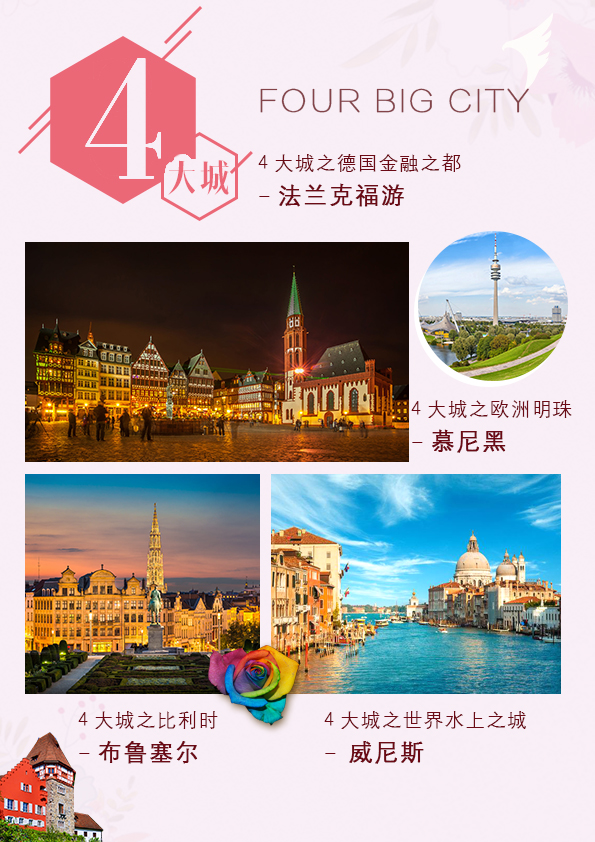 4
大城
FOUR BIG CITY
4大城之德国金融之都
– 法兰克福游
4大城之欧洲明珠
– 慕尼黑
4大城之比利时
– 布鲁塞尔
4大城之世界水上之城
– 威尼斯